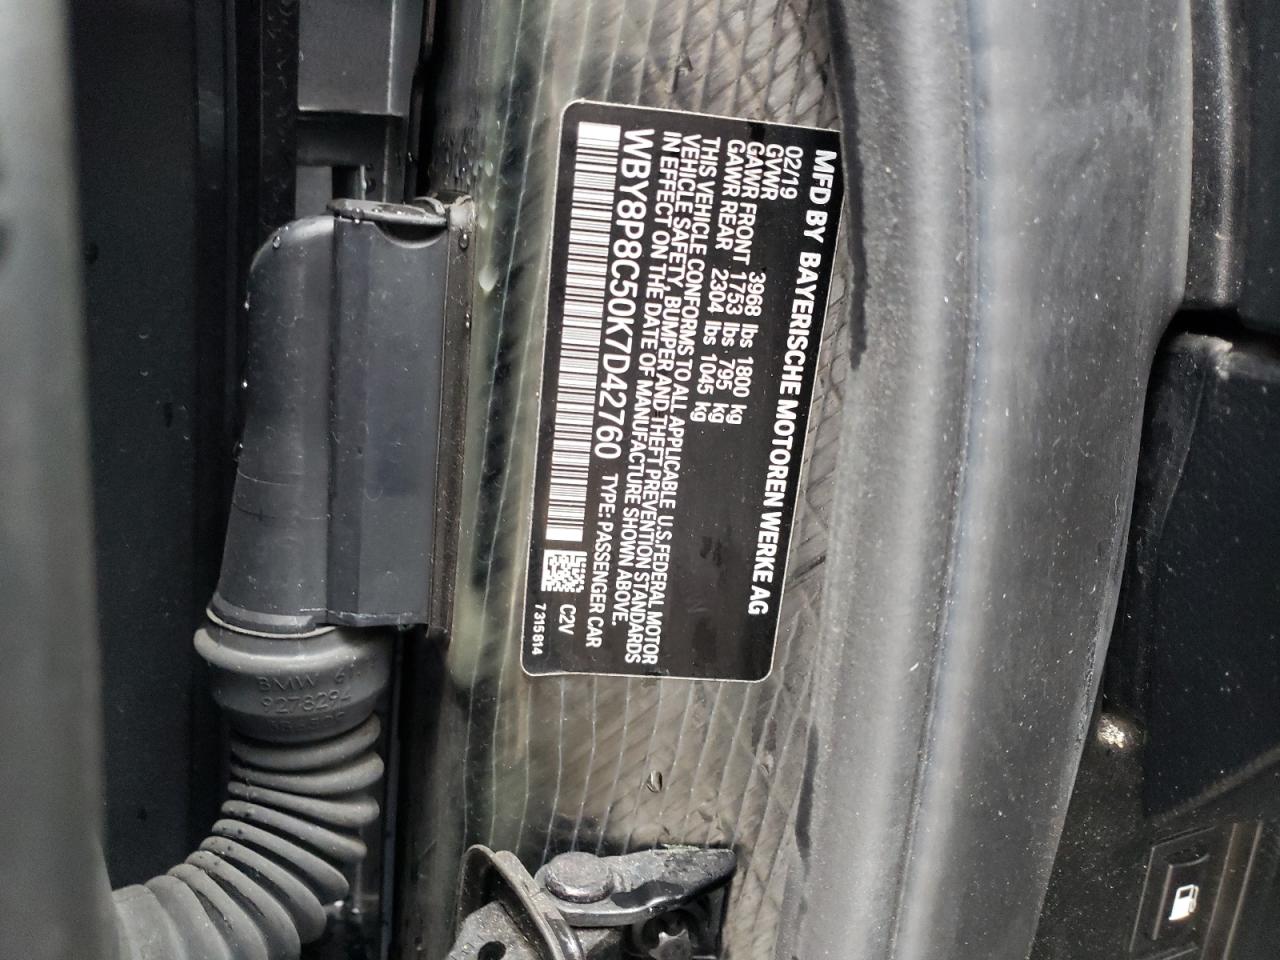 MFD BY BAYERISCHE MOTOREN WERKE AG
02/19
GVWR 3968 lbs 1800 kg
GAWR FRONT 1753 lbs 795 kg
GAWR REAR 2304 lbs 1045 kg
THIS VEHICLE CONFORMS TO ALL APPLICABLE U.S.FEDERAL MOTOR
VEHICLE SAFETY, BUMPER AND THEFT PREVENTION STANDARDS
IN EFFECT ON THE DATE OF MANUFACTURE SHOWN ABOVE.
WBY8P8C50K7D42760 TYPE: PASSENGER CAR
C2V
7315814
BMW 61
9278294